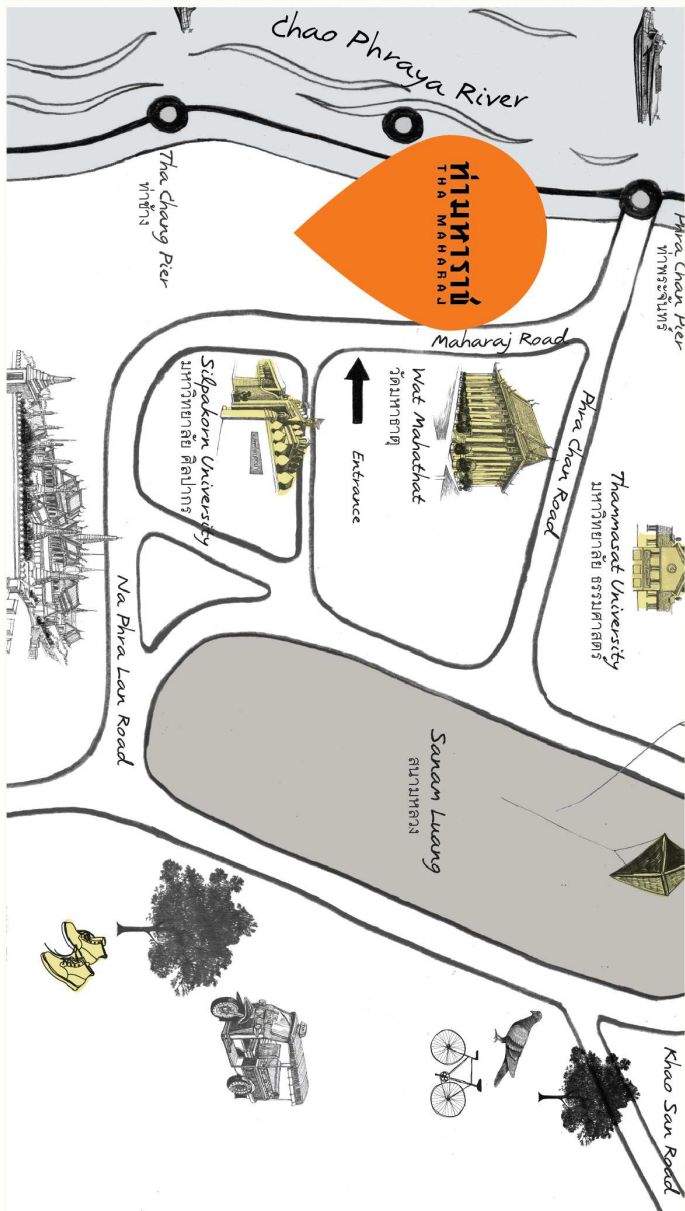 Chao Phraya River
Tha Chang Pier
ท่าช้าง
ท่ามหาราช
THA MAHARAJ
Phra Chan Pier
ท่าพระจันทร์
Maharaj Road
Silpakorn University
มหาวิทยาลัย ศิลปากร
Entrance
Wat Mahathat
วัดมหาธาตุ
Phra Chan Road
Thammasat University
มหาวิทยาลัย ธรรมศาสตร์
Na Phra Lan Road
Sanam Luang
สนามหลวง
Khao San Road